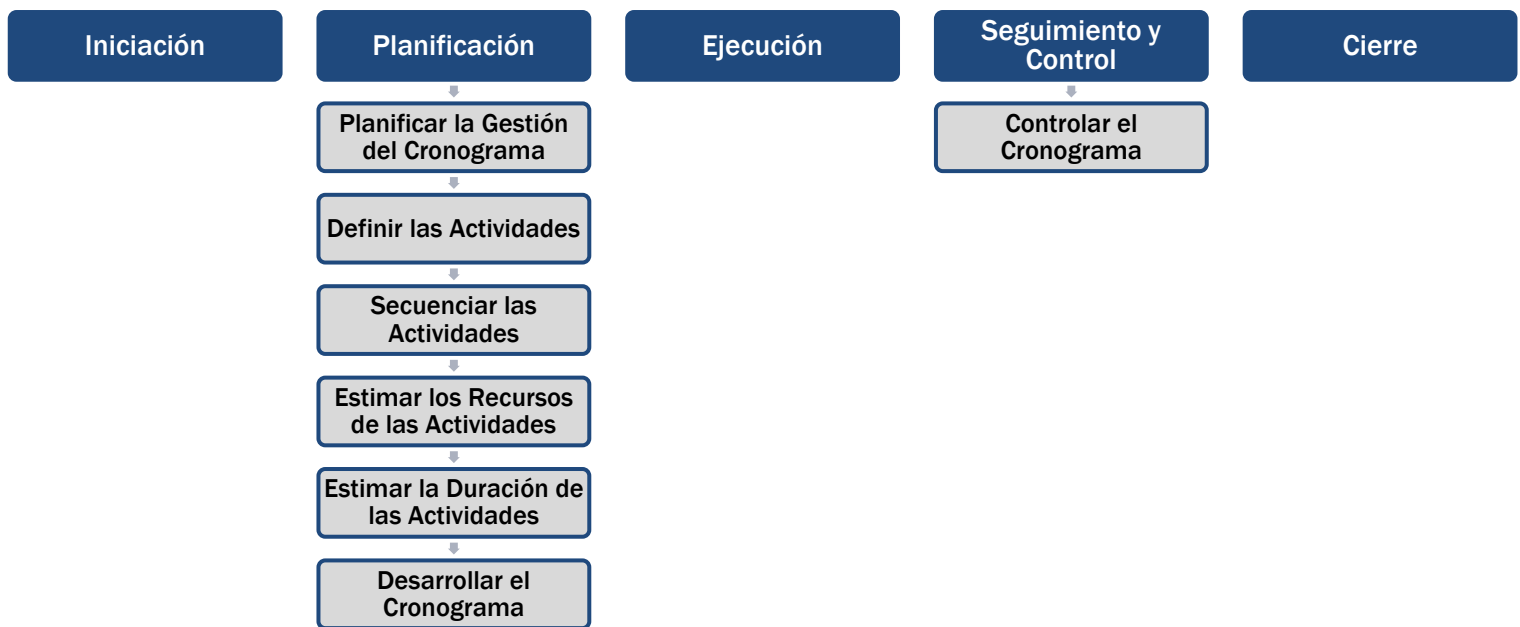 Iniciación
Planificación
Ejecución
Seguimiento y
Control
Cierre
Planificar la Gestión
del Cronograma
Definir las Actividades
Secuenciar las
Actividades
Estimar los Recursos
de las Actividades
Estimar la Duración de
las Actividades
Desarrollar el
Cronograma
Controlar el
Cronograma